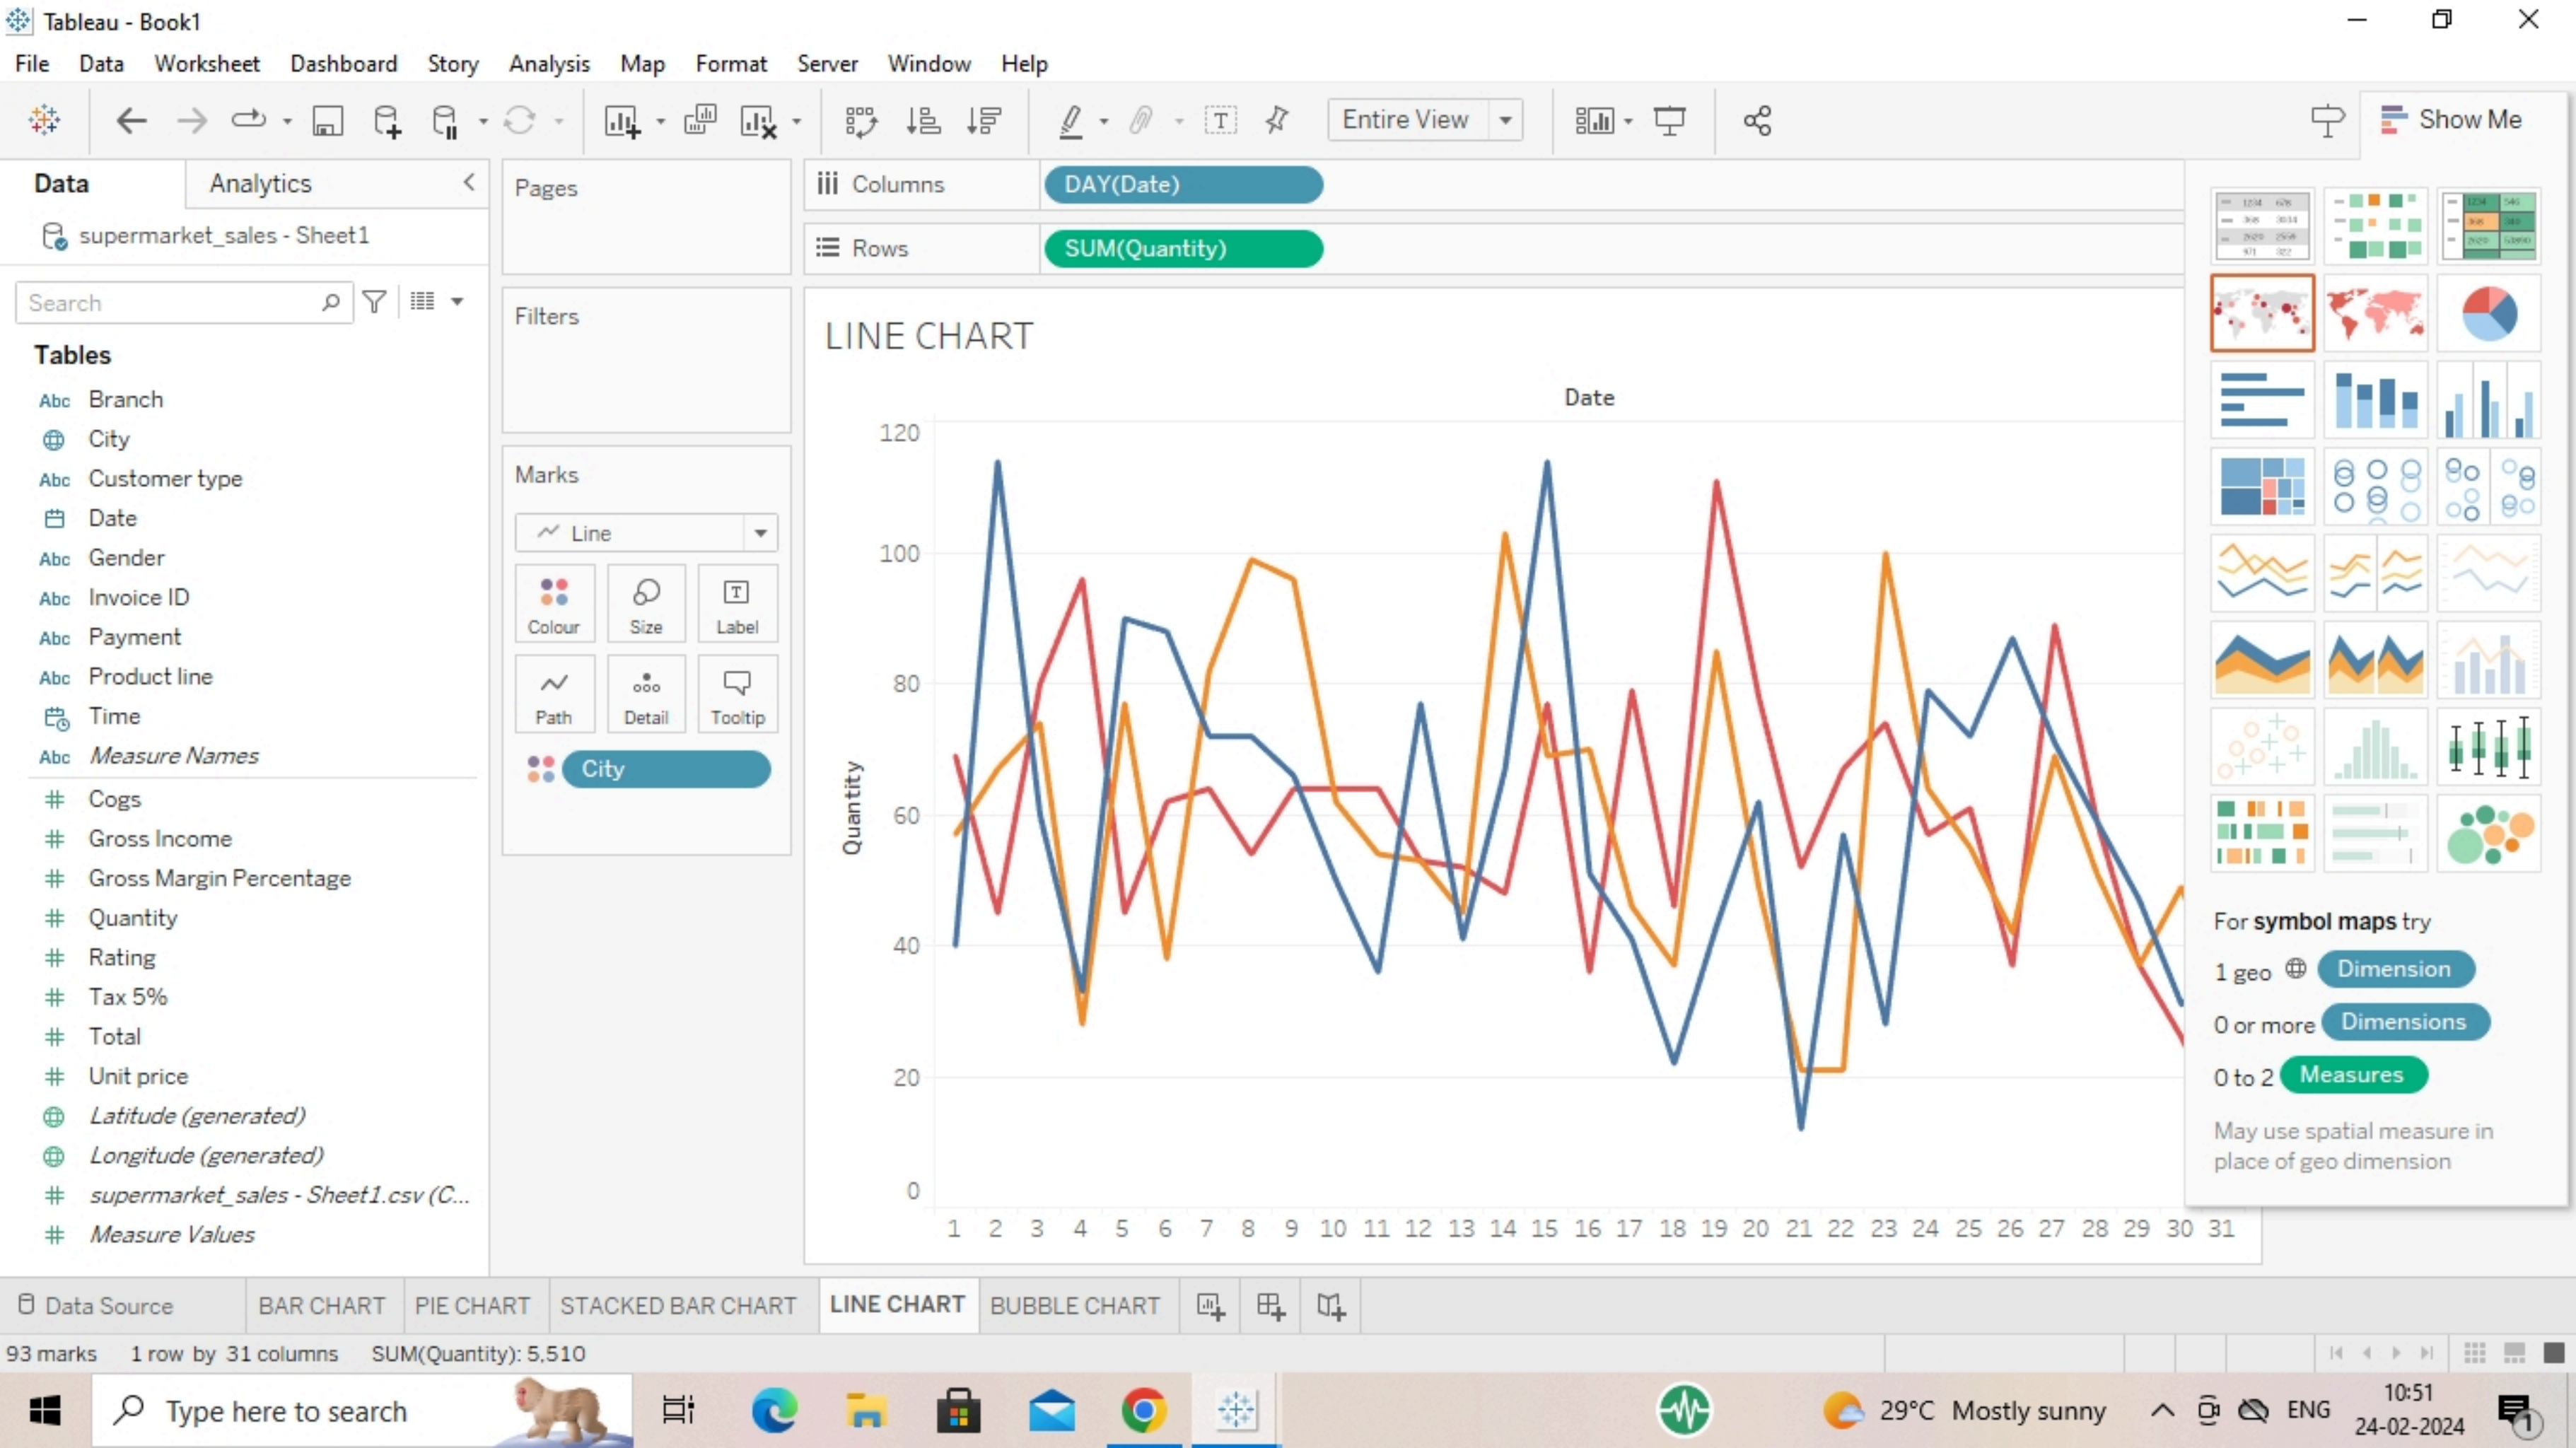 Tableau - Book1
File Data Worksheet Dashboard Story Analysis Map Format Server Window Help
Entire View
Show Me
Data Analytics
supermarket_sales - Sheet1
Search
Tables
Abc Branch
City
Abc Customer type
Date
Abc Gender
Abc Invoice ID
Abc Payment
Abc Product line
Time
Abc Measure Names
# Cogs
# Gross Income
# Gross Margin Percentage
# Quantity
# Rating
# Tax 5%
# Total
# Unit price
Latitude (generated)
Longitude (generated)
# supermarket_sales - Sheet1.csv (C...
# Measure Values
Pages
Filters
Marks
Line
Colour Size Label
Path Detail Tooltip
City
Columns DAY(Date)
Rows SUM(Quantity)
LINE CHART
Date
Quantity
120
100
80
60
40
20
0
1 2 3 4 5 6 7 8 9 10 11 12 13 14 15 16 17 18 19 20 21 22 23 24 25 26 27 28 29 30 31
For symbol maps try
1 geo Dimension
0 or more Dimensions
0 to 2 Measures
May use spatial measure in
place of geo dimension
Data Source BAR CHART PIE CHART STACKED BAR CHART LINE CHART BUBBLE CHART
93 marks 1 row by 31 columns SUM(Quantity): 5,510
Type here to search
29°C Mostly sunny
ENG
10:51
24-02-2024
1